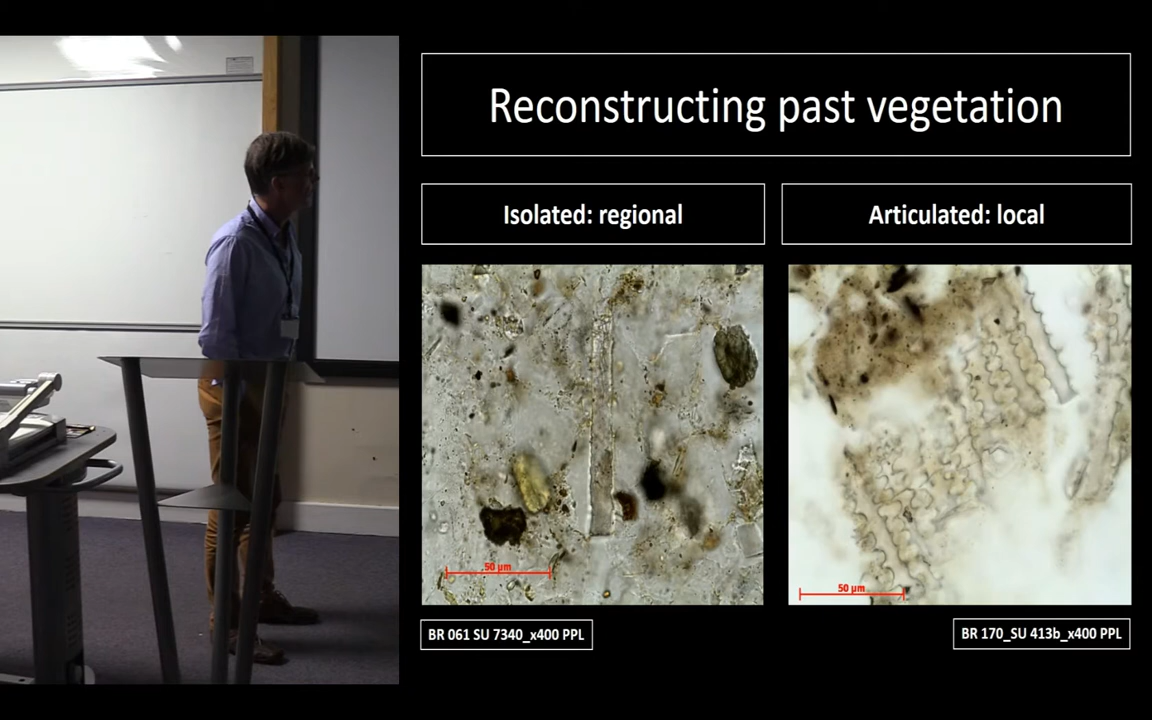 Reconstructing past vegetation
Isolated: regional
Articulated: local
50 µm
50 µm
BR 061 SU 7340_x400 PPL
BR 170_SU 413b_x400 PPL